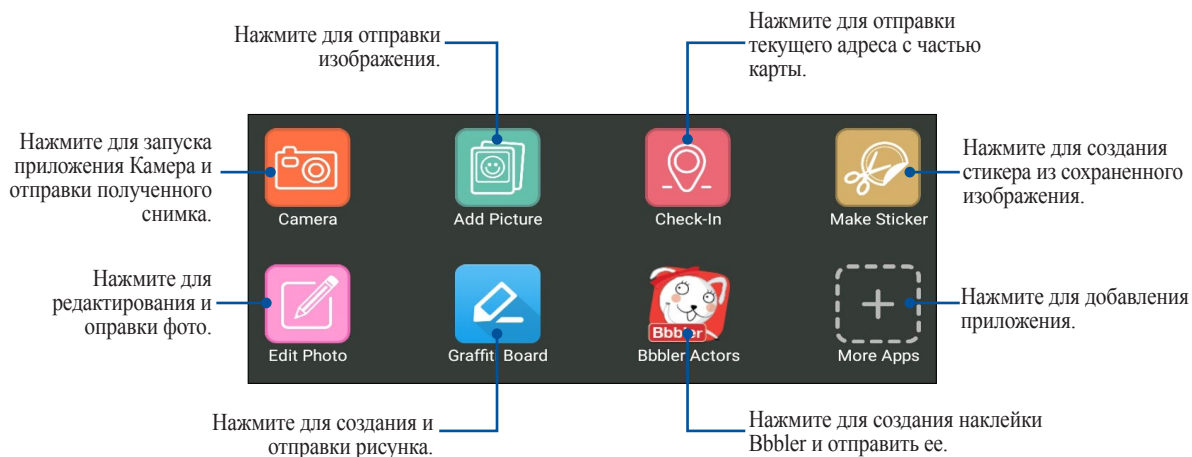 Нажмите для отправки
изображения.
Нажмите для отправки
текущего адреса с частью
карты.
Нажмите для запуска
приложения Камера и
отправки полученного
снимка.
Нажмите для создания
стикера из сохраненного
изображения.
Camera
Add Picture
Check-In
Make Sticker
Нажмите для
редактирования и
оправки фото.
Нажмите для добавления
приложения.
Bbbler
Edit Photo
Graffiti Board
Bbbler Actors
More Apps
Нажмите для создания и
отправки рисунка.
Нажмите для создания наклейки
Bbbler и отправить ее.